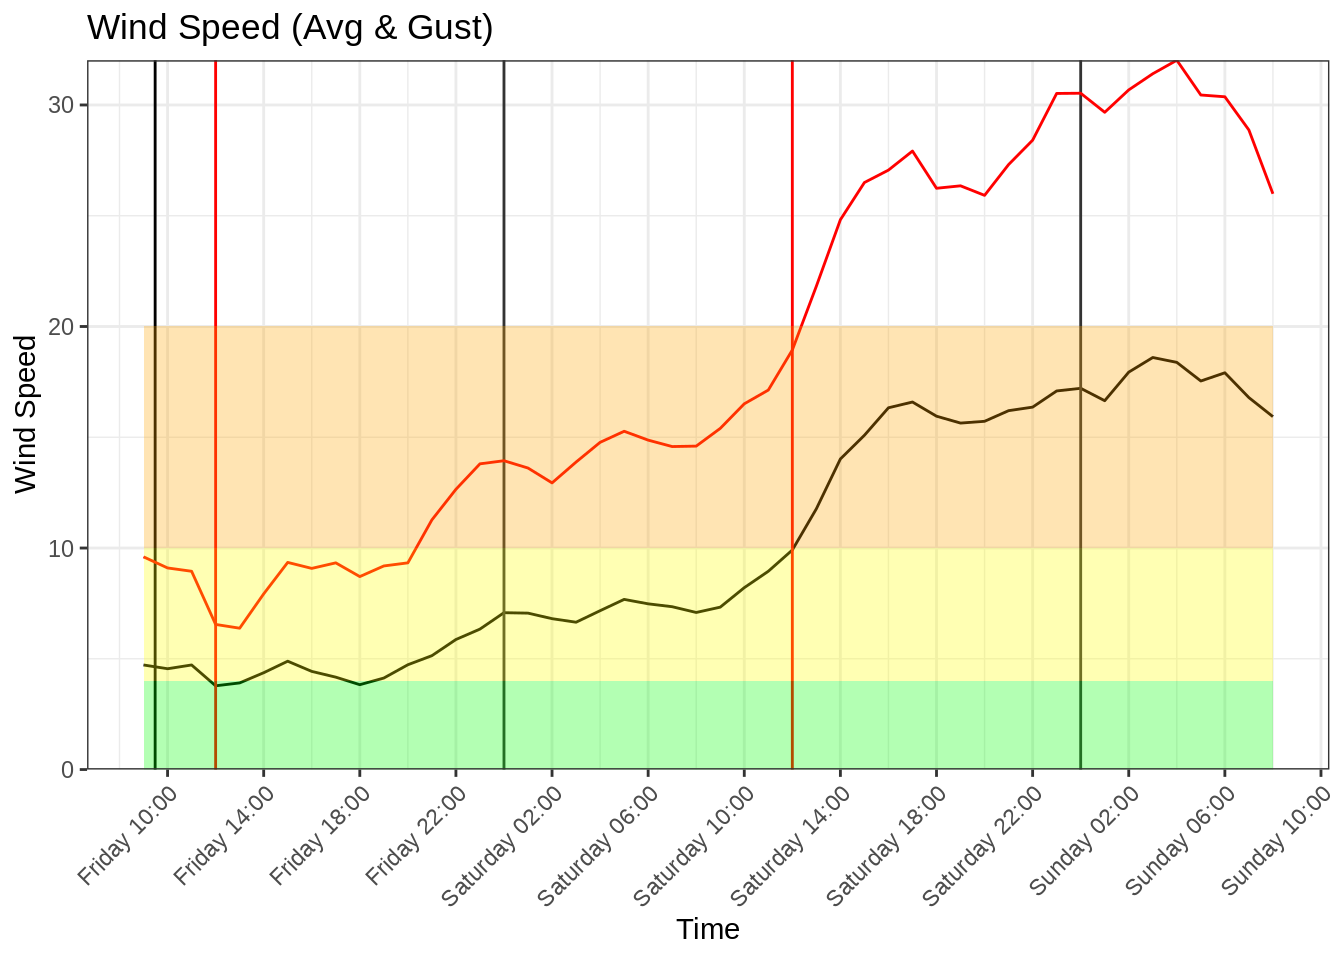 Wind Speed (Avg & Gust)
Wind Speed
30
20
10
0
Friday 10:00
Friday 14:00
Friday 18:00
Friday 22:00
Saturday 02:00
Saturday 06:00
Saturday 10:00
Saturday 14:00
Saturday 18:00
Saturday 22:00
Sunday 02:00
Sunday 06:00
Sunday 10:00
Time